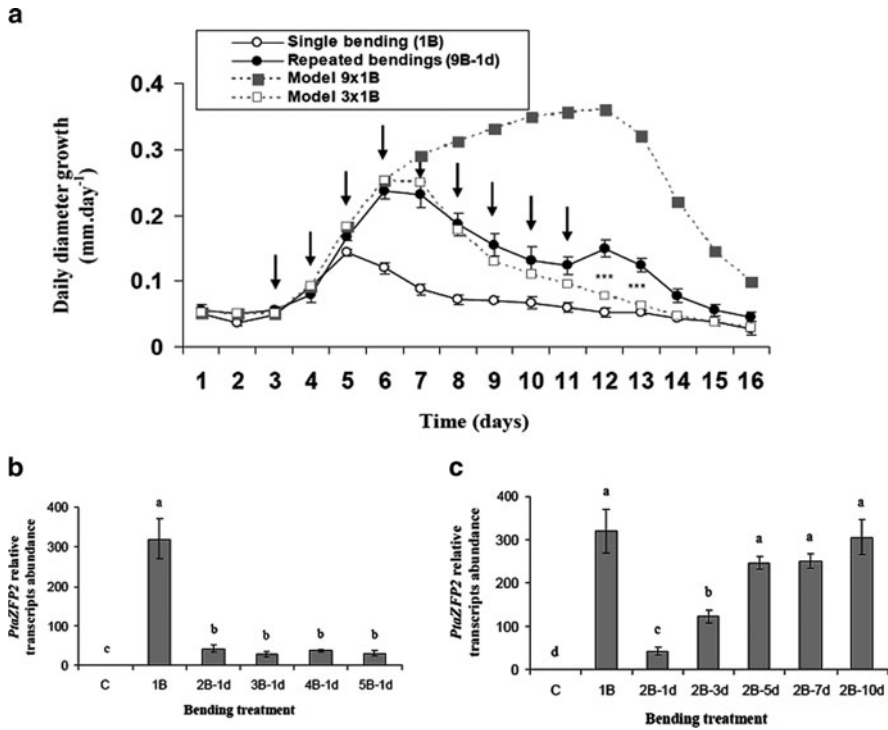 a
Single bending (1B)
Repeated bendings (9B-1d)
Model 9x1B
Model 3x1B
0.4
0.3
0.2
0.1
0
Daily diameter growth
(mm.day-1)
***
***
1 2 3 4 5 6 7 8 9 10 11 12 13 14 15 16
Time (days)
b
PtaZFP2 relative
transcripts abundance
400
300
200
100
0
c a b b b b
C 1B 2B-1d 3B-1d 4B-1d 5B-1d
Bending treatment
c
PtaZFP2 relative
transcripts abundance
400
300
200
100
0
d a c b a a a
C 1B 2B-1d 2B-3d 2B-5d 2B-7d 2B-10d
Bending treatment